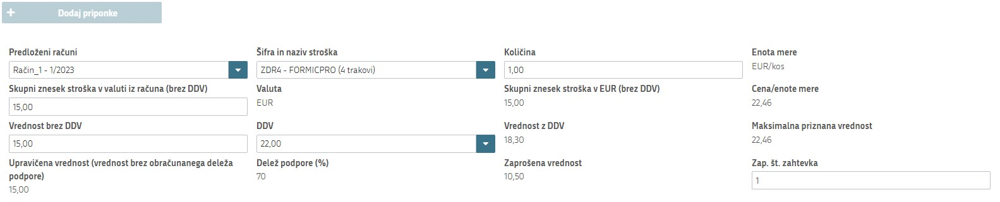 + Dodaj priponke
Predloženi računi
Račin_1 - 1/2023
Šifra in naziv stroška
ZDR4 - FORMICPRO (4 trakovi)
Količina
1,00
Enota mere
EUR/kos
Skupni znesek stroška v valuti iz računa (brez DDV)
15,00
Valuta
EUR
Skupni znesek stroška v EUR (brez DDV)
15,00
Cena/enote mere
22,46
Vrednost brez DDV
15,00
DDV
22,00
Vrednost z DDV
18,30
Maksimalna priznana vrednost
22,46
Upravičena vrednost (vrednost brez obračunanega deleža
podpore)
15,00
Delež podpore (%)
70
Zaprošena vrednost
10,50
Zap. št. zahtevka
1